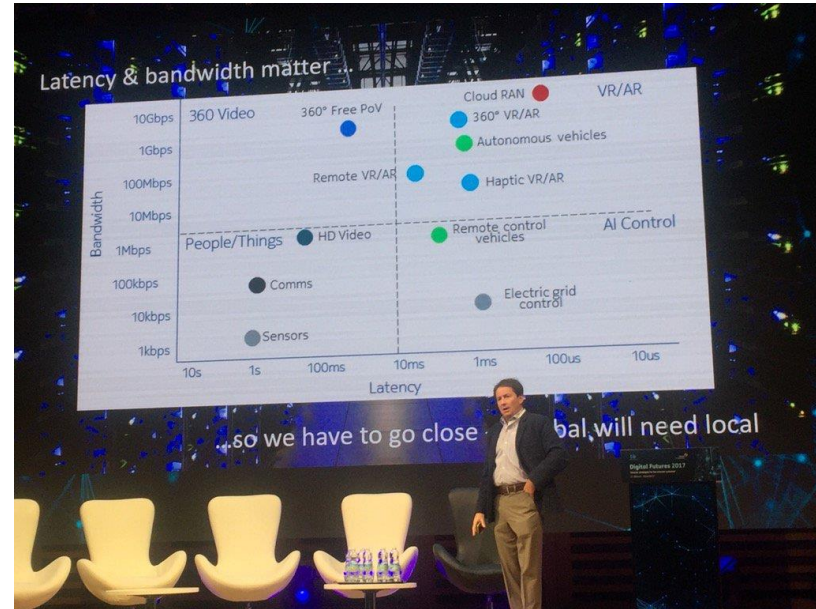 Latency & bandwidth matter ...
Cloud RAN
VR/AR
10Gbps
360 Video
360° Free PoV
360° VR/AR
1Gbps
Autonomous vehicles
100Mbps
Remote VR/AR
Haptic VR/AR
10Mbps
Bandwidth
People/Things
HD Video
Remote control
vehicles
AI Control
1Mbps
100kbps
Comms
Electric grid
control
10kbps
Sensors
1kbps
10s
1s
100ms
10ms
1ms
100us
10us
Latency
...so we have to go close
bal will need local
Digital Futures 2017